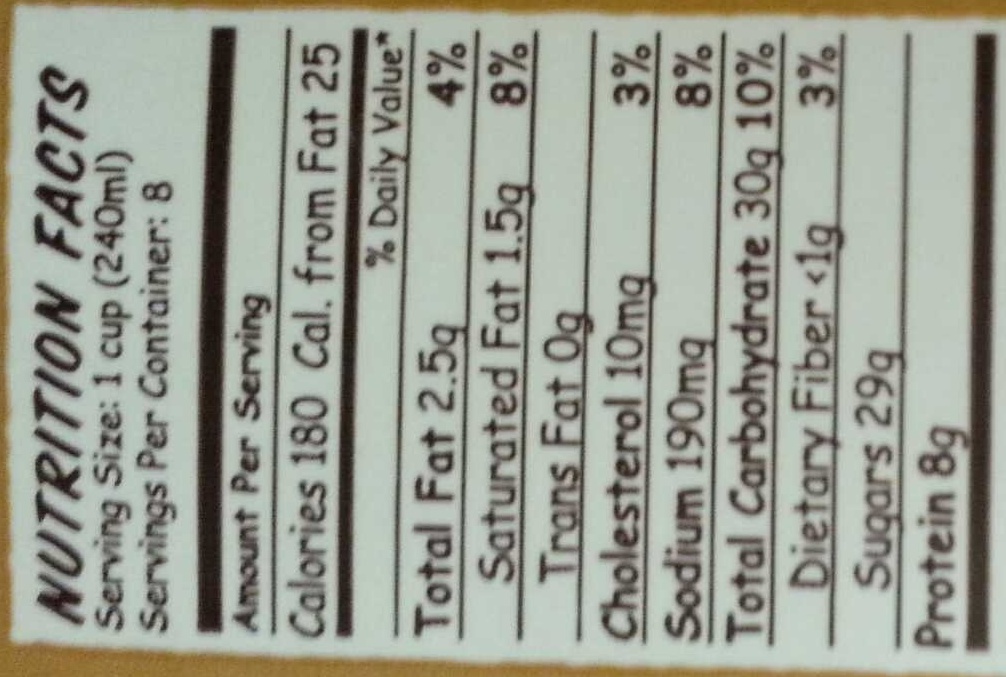 NUTRITION FACTS
Serving Size: 1 cup (240ml)
Servings Per Container: 8
Amount Per Serving
Calories 180 Cal. from Fat 25
% Daily Value*
Total Fat 2.5g 4%
Saturated Fat 1.5g 8%
Trans Fat 0g
Cholesterol 10mg 3%
Sodium 190mg 8%
Total Carbohydrate 30g 10%
Dietary Fiber <1g 3%
Sugars 29g
Protein 8g